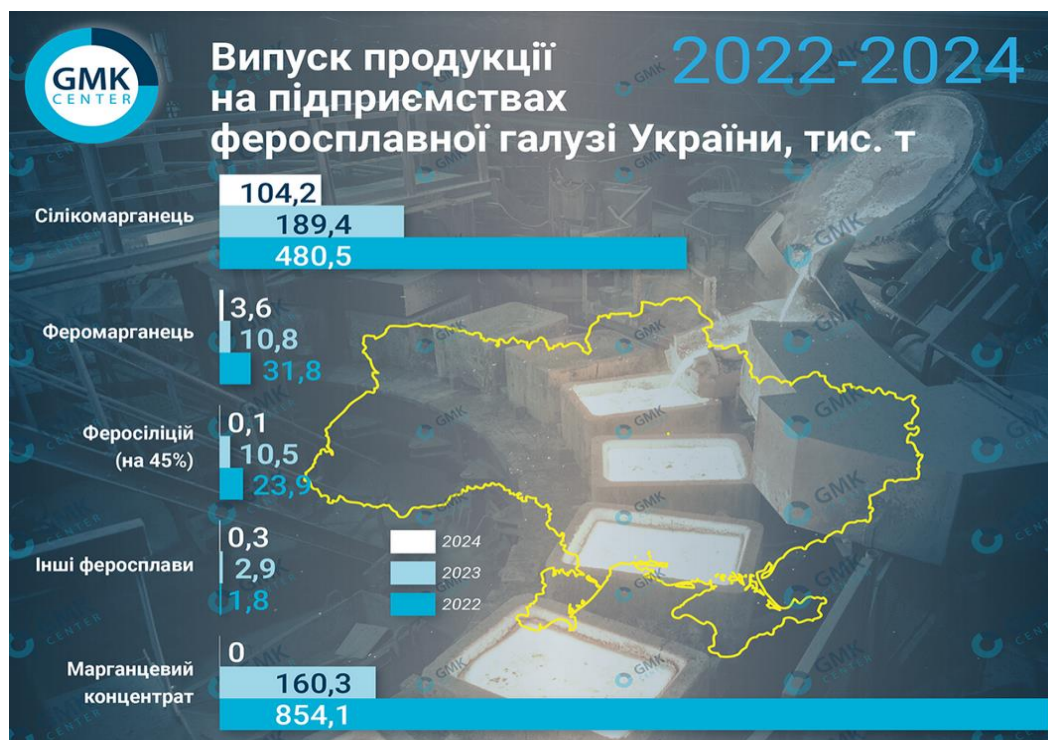 GMK
CENTER
Випуск продукції
на підприємствах
феросплавної галузі України, тис. т
2022-2024
Сілікомарганець
104,2
189,4
480,5
Феромарганець
3,6
10,8
31,8
Феросіліцій
(на 45%)
0,1
10,5
23,9
Інші феросплави
0,3
2,9
1,8
2024
2023
2022
Марганцевий
концентрат
0
160,3
854,1